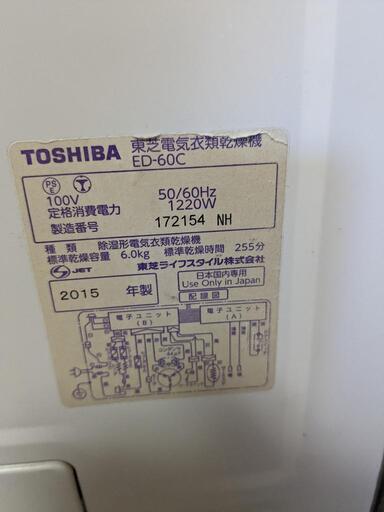 東芝電気衣類乾燥機
TOSHIBA ED-60C
PS E
100V 50/60Hz
定格消費電力 1220W
製造番号 172154 NH
種類 除湿形電気衣類乾燥機
標準乾燥容量 6.0kg 標準乾燥時間 255分
S JET 東芝ライフスタイル株式会社
2015 年製
日本国内専用
Use only in Japan
配線図
電子ユニット (B)
電子ユニット (A)